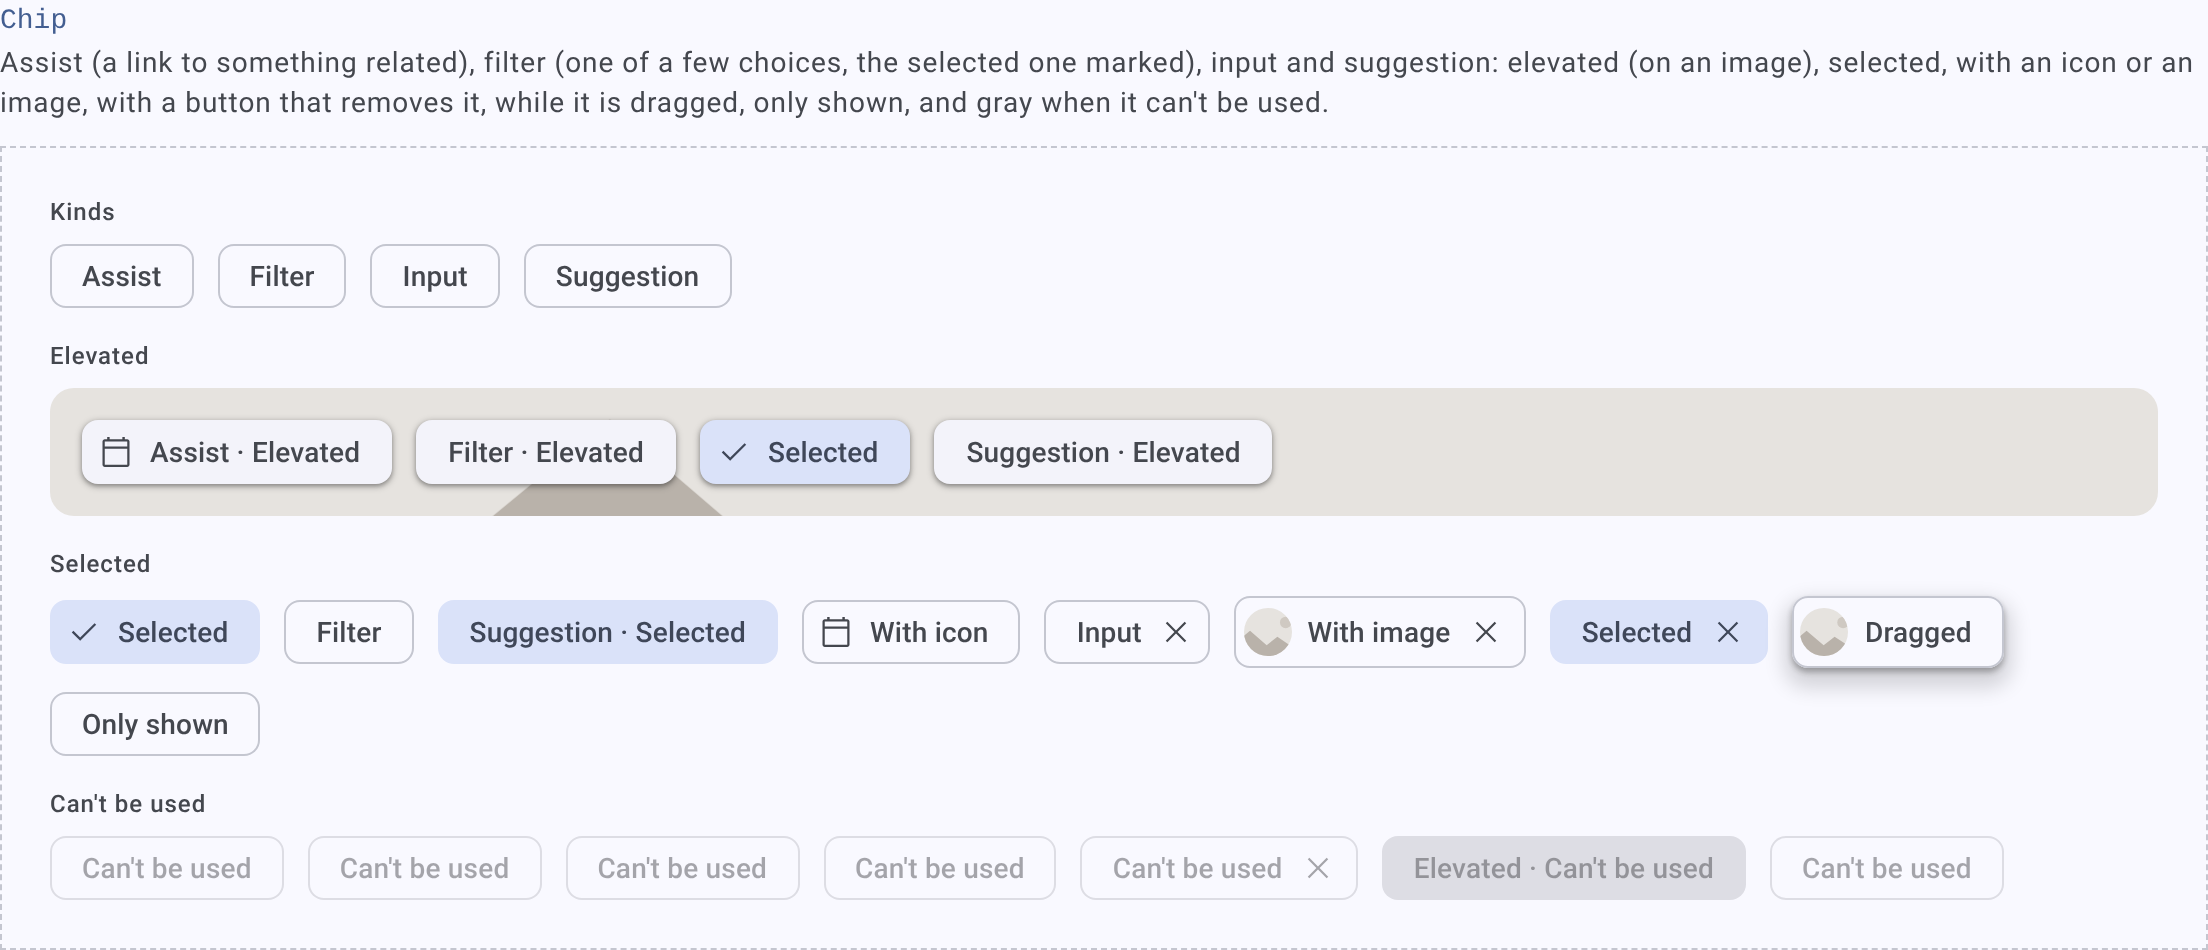 Chip
Assist (a link to something related), filter (one of a few choices, the selected one marked), input and suggestion: elevated (on an image), selected, with an icon or an
image, with a button that removes it, while it is dragged, only shown, and gray when it can't be used.
Kinds
Assist Filter Input Suggestion
Elevated
Assist · Elevated Filter · Elevated Selected Suggestion · Elevated
Selected
Selected Filter Suggestion · Selected With icon Input With image Selected Dragged
Only shown
Can't be used
Can't be used Can't be used Can't be used Can't be used Can't be used Elevated · Can't be used Can't be used